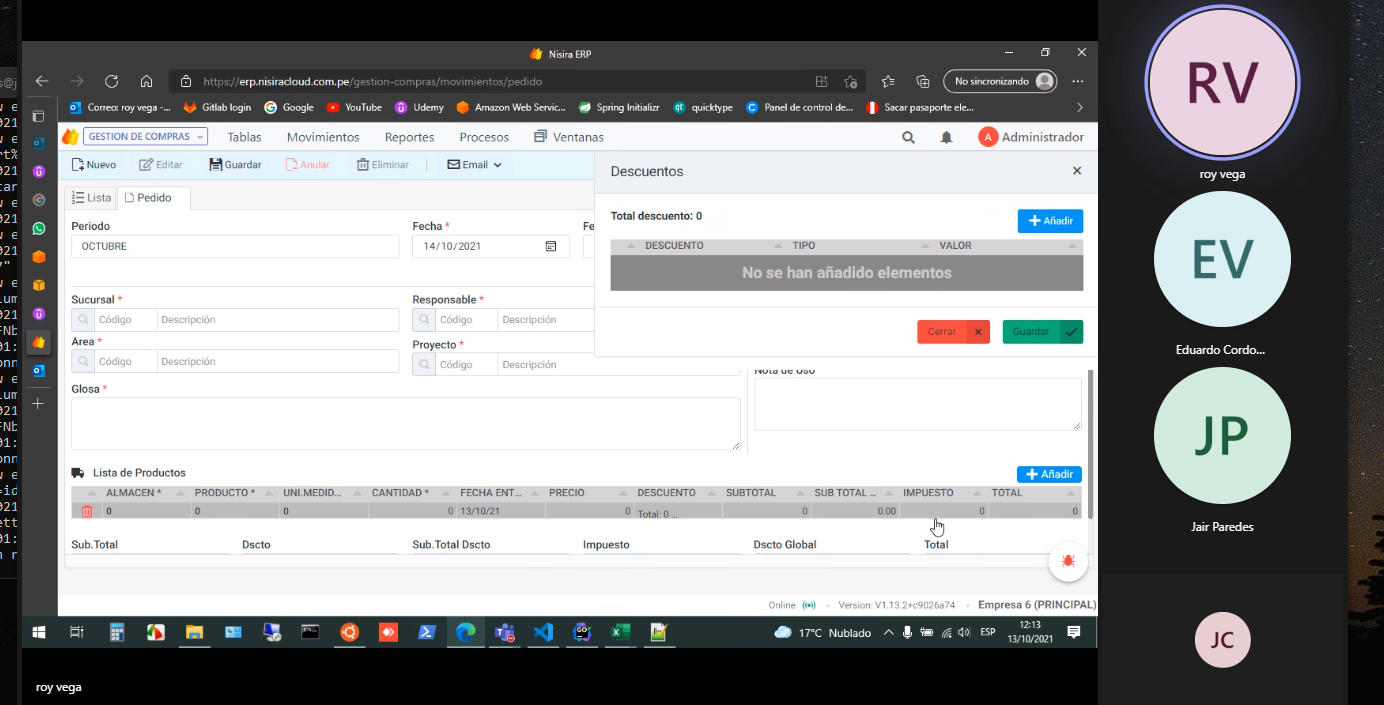 Nisira ERP
https://erp.nisiracloud.com.pe/gestion-compras/movimientos/pedido
No sincronizando
Correo: roy vega -...
Gitlab login
Google
YouTube
Udemy
Amazon Web Servic...
Spring Initializr
qt quicktype
Panel de control de...
Sacar pasaporte ele...
GESTION DE COMPRAS
Tablas
Movimientos
Reportes
Procesos
Ventanas
A Administrador
Nuevo
Editar
Guardar
Anular
Eliminar
Email
Lista
Pedido
Periodo
OCTUBRE
Fecha *
14/10/2021
Fe
Sucursal *
Código Descripción
Responsable *
Código Descripción
Area *
Código Descripción
Proyecto *
Código Descripción
Glosa *
Nota de Uso
Descuentos
Total descuento: 0
Añadir
DESCUENTO TIPO VALOR
No se han añadido elementos
Cerrar
Guardar
Lista de Productos
Añadir
ALMACEN * PRODUCTO * UNI.MEDID... CANTIDAD * FECHA ENT... PRECIO DESCUENTO SUBTOTAL SUB TOTAL ... IMPUESTO TOTAL
0 0 0 0 13/10/21 0 Total: 0 ... 0 0.00 0 0
Sub.Total Dscto Sub.Total Dscto Impuesto Dscto Global Total
Online - Version: V1.13.2+c9026a74 - Empresa 6 (PRINCIPAL)
17°C Nublado
ESP
12:13
13/10/2021
roy vega
RV
roy vega
EV
Eduardo Cordo...
JP
Jair Paredes
JC